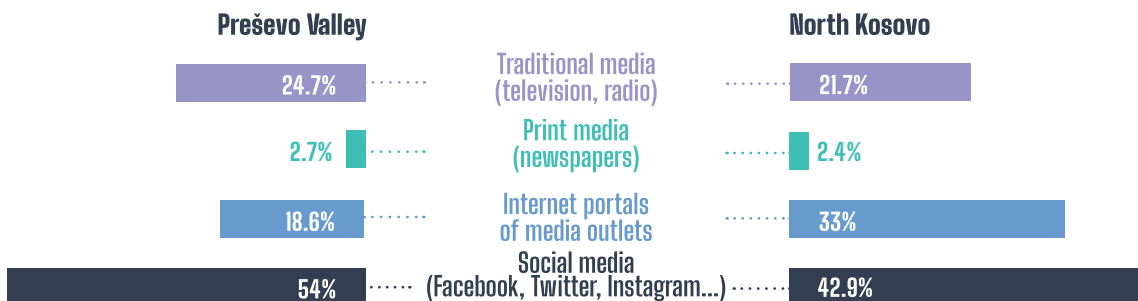 Preševo Valley North Kosovo
Traditional media
24.7% (television, radio) 21.7%
Print media
2.7% (newspapers) 2.4%
Internet portals
18.6% of media outlets 33%
Social media
54% (Facebook, Twitter, Instagram...) 42.9%